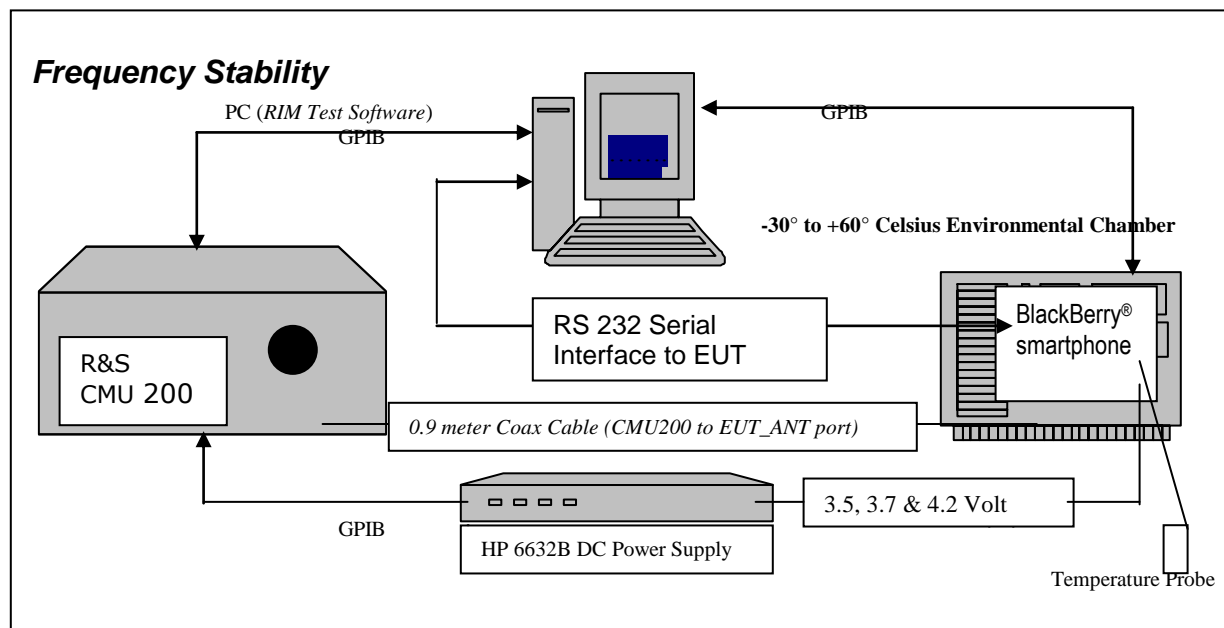 Frequency Stability
PC (RIM Test Software)
GPIB
GPIB
-30° to +60° Celsius Environmental Chamber
RS 232 Serial
Interface to EUT
BlackBerry®
smartphone
R&S
CMU 200
0.9 meter Coax Cable (CMU200 to EUT_ANT port)
3.5, 3.7 & 4.2 Volt
GPIB
HP 6632B DC Power Supply
Temperature Probe